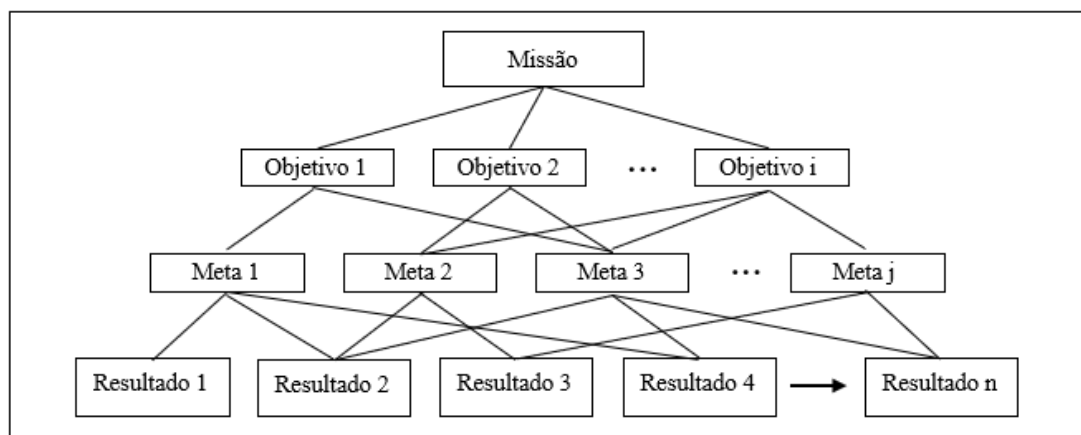 Missão
Objetivo 1 Objetivo 2 ... Objetivo i
Meta 1 Meta 2 Meta 3 ... Meta j
Resultado 1 Resultado 2 Resultado 3 Resultado 4 Resultado n